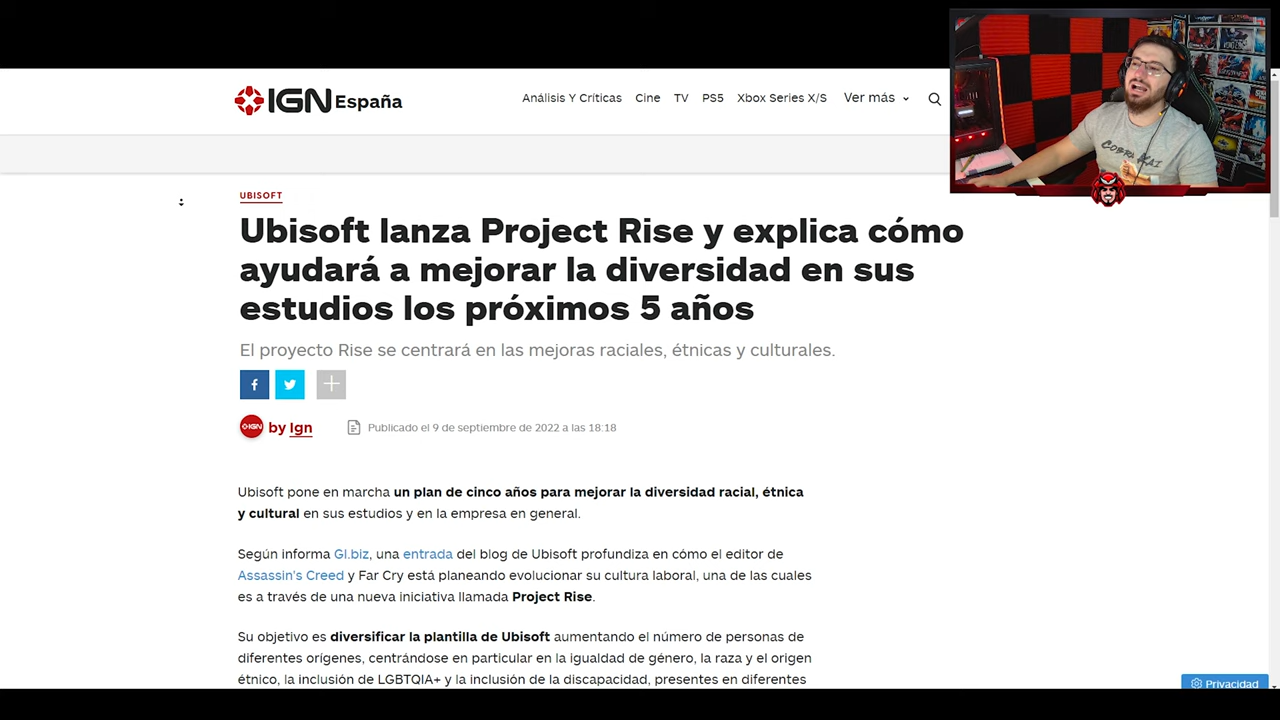 IGN España
Análisis Y Críticas Cine TV PS5 Xbox Series X/S Ver más
UBISOFT
Ubisoft lanza Project Rise y explica cómo
ayudará a mejorar la diversidad en sus
estudios los próximos 5 años
El proyecto Rise se centrará en las mejoras raciales, étnicas y culturales.
by Ign
Publicado el 9 de septiembre de 2022 a las 18:18
Ubisoft pone en marcha un plan de cinco años para mejorar la diversidad racial, étnica
y cultural en sus estudios y en la empresa en general.
Según informa GI.biz, una entrada del blog de Ubisoft profundiza en cómo el editor de
Assassin's Creed y Far Cry está planeando evolucionar su cultura laboral, una de las cuales
es a través de una nueva iniciativa llamada Project Rise.
Su objetivo es diversificar la plantilla de Ubisoft aumentando el número de personas de
diferentes orígenes, centrándose en particular en la igualdad de género, la raza y el origen
étnico, la inclusión de LGBTQIA+ y la inclusión de la discapacidad, presentes en diferentes
Privacidad
COBRA KAI